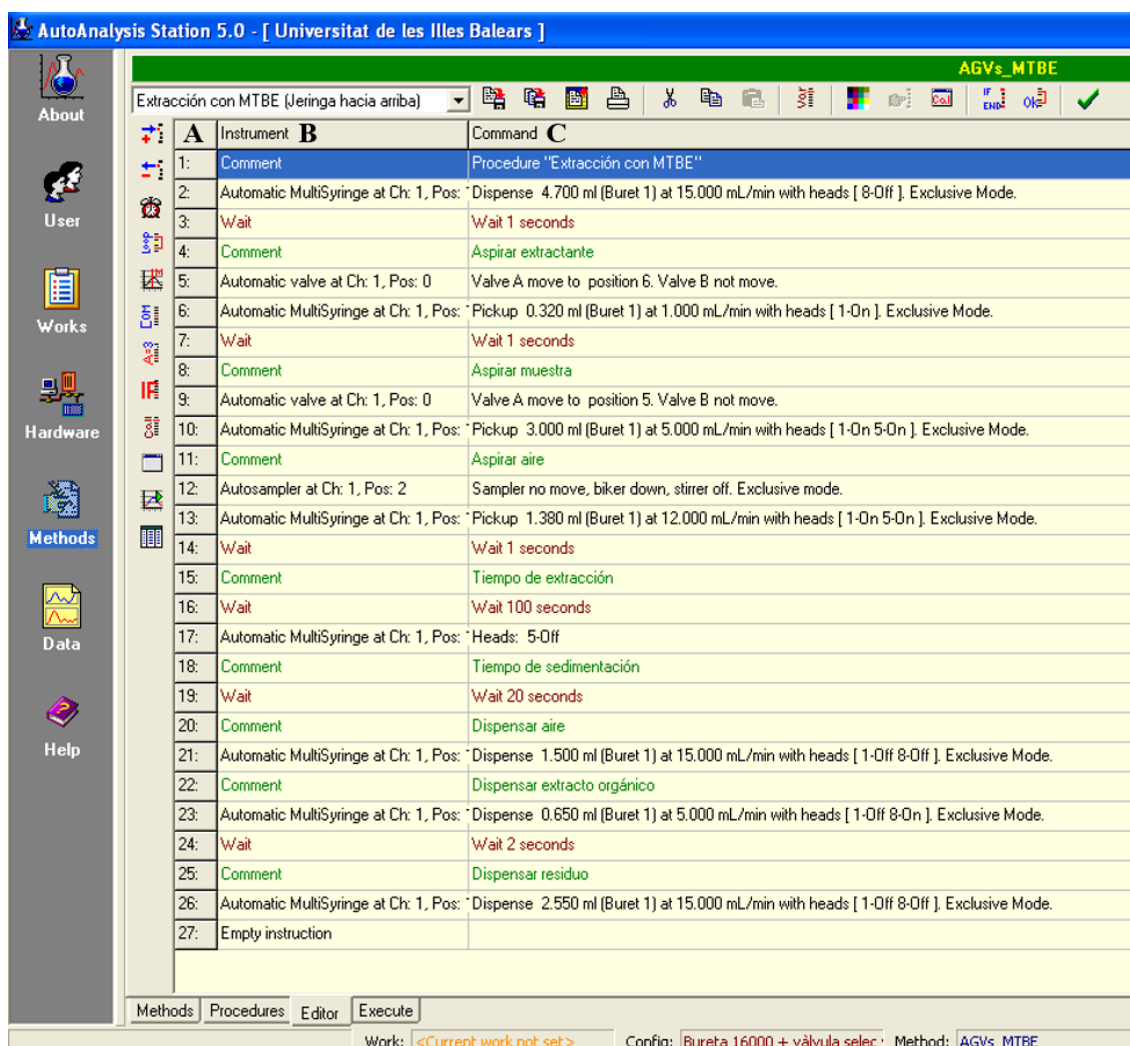 AutoAnalysis Station 5.0 - [ Universitat de les Illes Balears ]
AGVs_MTBE
About
User
Works
Hardware
Methods
Data
Help
Extracción con MTBE (Jeringa hacia arriba)
A Instrument B Command C
1: Comment Procedure "Extracción con MTBE"
2: Automatic MultiSyringe at Ch: 1, Pos: Dispense 4.700 ml (Buret 1) at 15.000 mL/min with heads [ 8-Off ]. Exclusive Mode.
3: Wait Wait 1 seconds
4: Comment Aspirar extractante
5: Automatic valve at Ch: 1, Pos: 0 Valve A move to position 6. Valve B not move.
6: Automatic MultiSyringe at Ch: 1, Pos: Pickup 0.320 ml (Buret 1) at 1.000 mL/min with heads [ 1-On ]. Exclusive Mode.
7: Wait Wait 1 seconds
8: Comment Aspirar muestra
9: Automatic valve at Ch: 1, Pos: 0 Valve A move to position 5. Valve B not move.
10: Automatic MultiSyringe at Ch: 1, Pos: Pickup 3.000 ml (Buret 1) at 5.000 mL/min with heads [ 1-On 5-On ]. Exclusive Mode.
11: Comment Aspirar aire
12: Autosampler at Ch: 1, Pos: 2 Sampler no move, biker down, stirrer off. Exclusive mode.
13: Automatic MultiSyringe at Ch: 1, Pos: Pickup 1.380 ml (Buret 1) at 12.000 mL/min with heads [ 1-On 5-On ]. Exclusive Mode.
14: Wait Wait 1 seconds
15: Comment Tiempo de extracción
16: Wait Wait 100 seconds
17: Automatic MultiSyringe at Ch: 1, Pos: Heads: 5-Off
18: Comment Tiempo de sedimentación
19: Wait Wait 20 seconds
20: Comment Dispensar aire
21: Automatic MultiSyringe at Ch: 1, Pos: Dispense 1.500 ml (Buret 1) at 15.000 mL/min with heads [ 1-Off 8-Off ]. Exclusive Mode.
22: Comment Dispensar extracto orgánico
23: Automatic MultiSyringe at Ch: 1, Pos: Dispense 0.650 ml (Buret 1) at 5.000 mL/min with heads [ 1-Off 8-On ]. Exclusive Mode.
24: Wait Wait 2 seconds
25: Comment Dispensar residuo
26: Automatic MultiSyringe at Ch: 1, Pos: Dispense 2.550 ml (Buret 1) at 15.000 mL/min with heads [ 1-Off 8-Off ]. Exclusive Mode.
27: Empty instruction
Methods Procedures Editor Execute
Work: <Current work not set> Config: Bureta 16000 + vàlvula selec Method: AGVs_MTBE